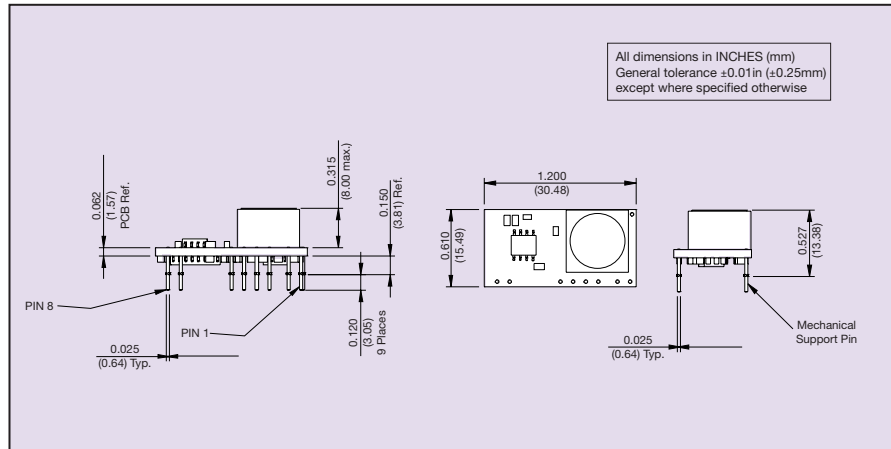 All dimensions in INCHES (mm)
General tolerance ±0.01in (±0.25mm)
except where specified otherwise
0.062
(1.57)
PCB Ref.
0.315
(8.00 max.)
0.150
(3.81) Ref.
PIN 8
PIN 1
0.120
(3.05)
9 Places
0.025
(0.64) Typ.
1.200
(30.48)
0.610
(15.49)
0.527
(13.38)
Mechanical
Support Pin
0.025
(0.64) Typ.